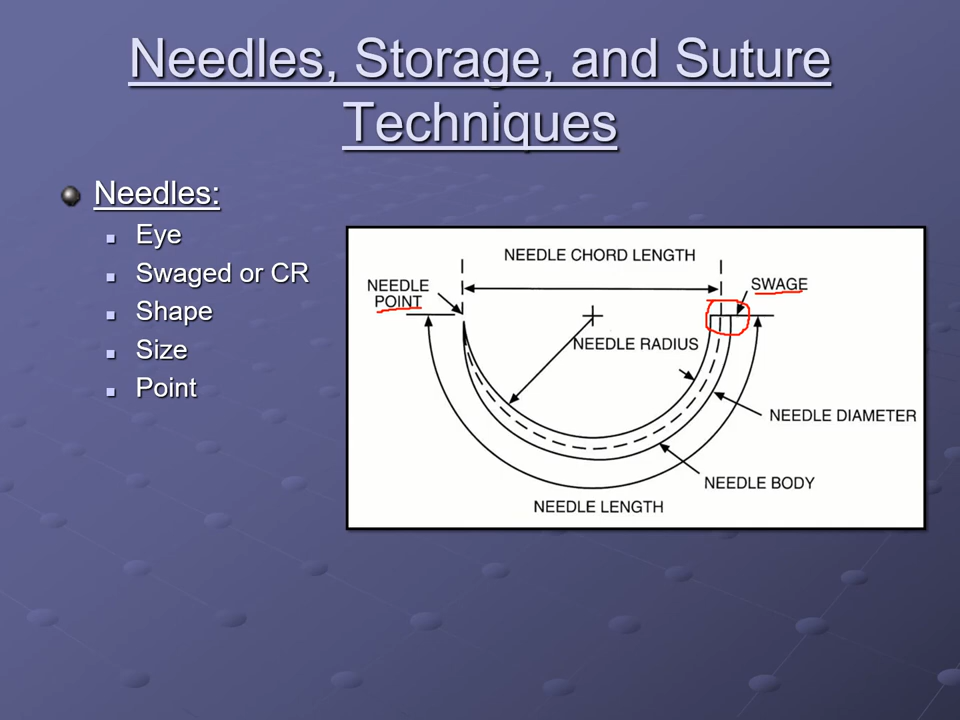 Needles, Storage, and Suture
Techniques
Needles:
Eye
Swaged or CR
Shape
Size
Point
NEEDLE CHORD LENGTH
NEEDLE
POINT
SWAGE
NEEDLE RADIUS
NEEDLE DIAMETER
NEEDLE BODY
NEEDLE LENGTH